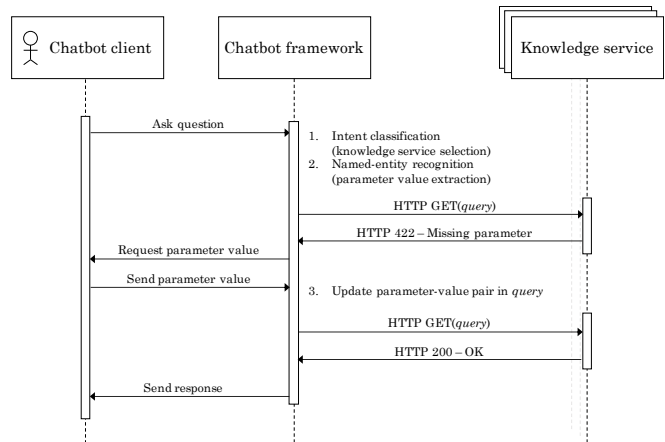 Chatbot client
Chatbot framework
Knowledge service
Ask question
1. Intent classification
(knowledge service selection)
2. Named-entity recognition
(parameter value extraction)
HTTP GET(query)
HTTP 422 – Missing parameter
Request parameter value
Send parameter value
3. Update parameter-value pair in query
HTTP GET(query)
HTTP 200 – OK
Send response